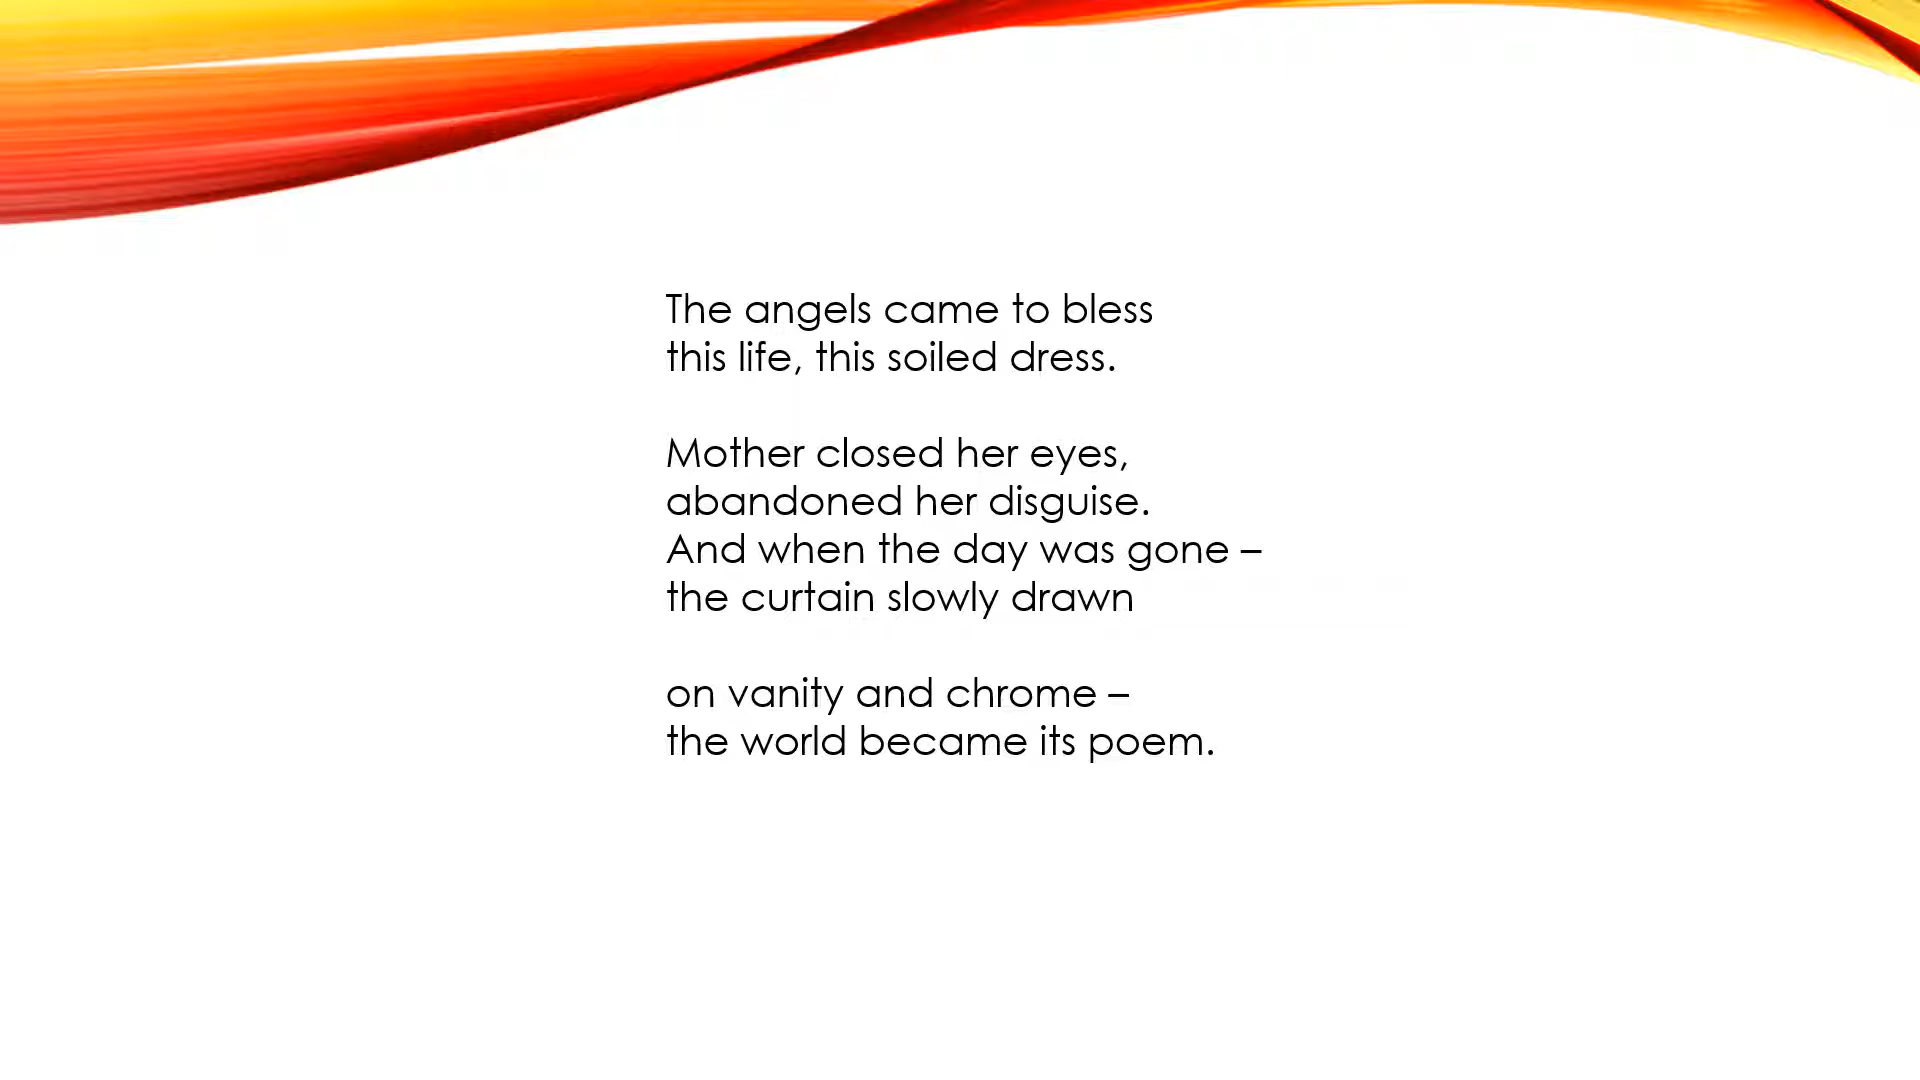 The angels came to bless
this life, this soiled dress.
Mother closed her eyes,
abandoned her disguise.
And when the day was gone –
the curtain slowly drawn
on vanity and chrome –
the world became its poem.